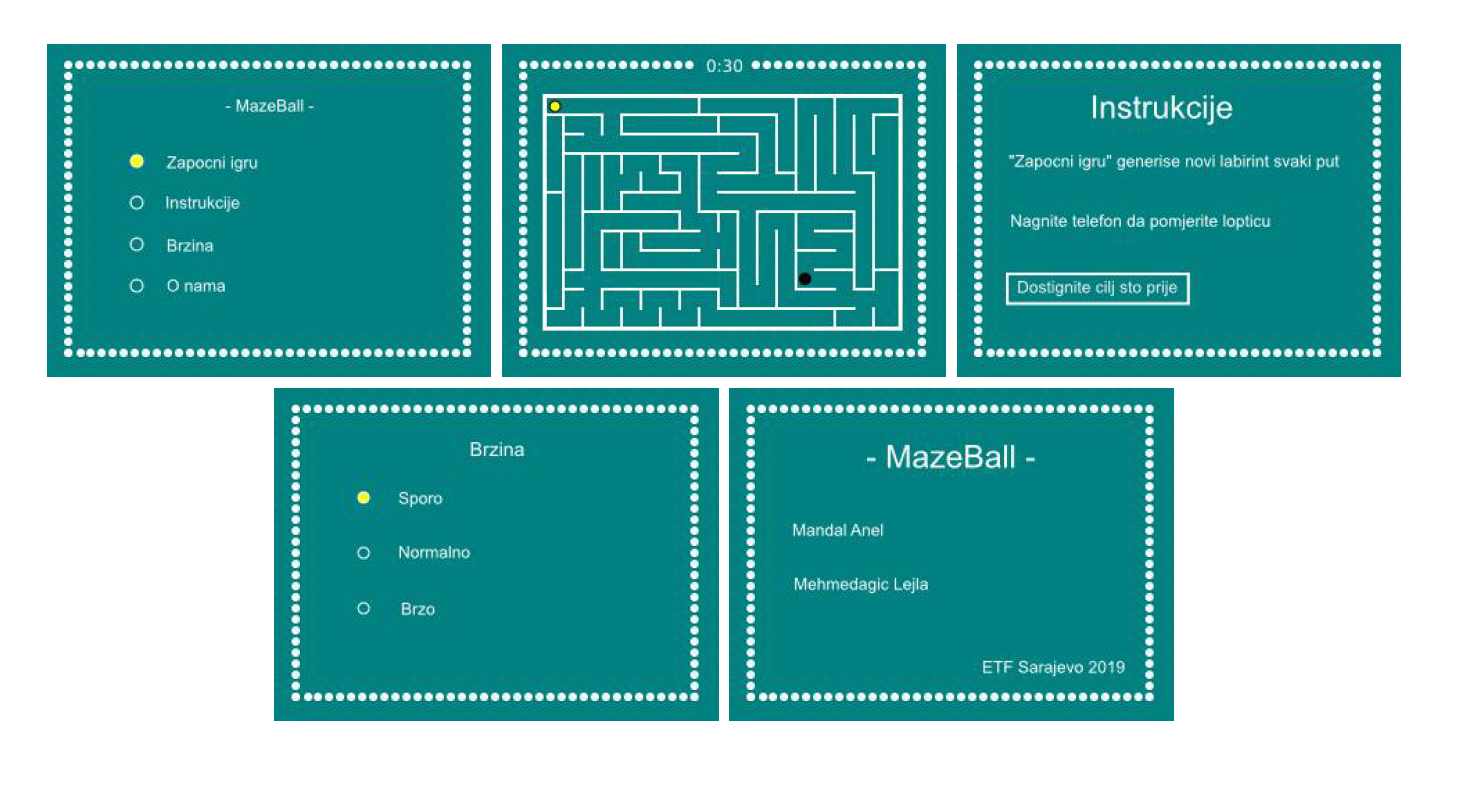 - MazeBall -
Zapocni igru
Instrukcije
Brzina
O nama
0:30
Instrukcije
"Zapocni igru" generise novi labirint svaki put
Nagnite telefon da pomjerite lopticu
Dostignite cilj sto prije
Brzina
Sporo
Normalno
Brzo
- MazeBall -
Mandal Anel
Mehmedagic Lejla
ETF Sarajevo 2019